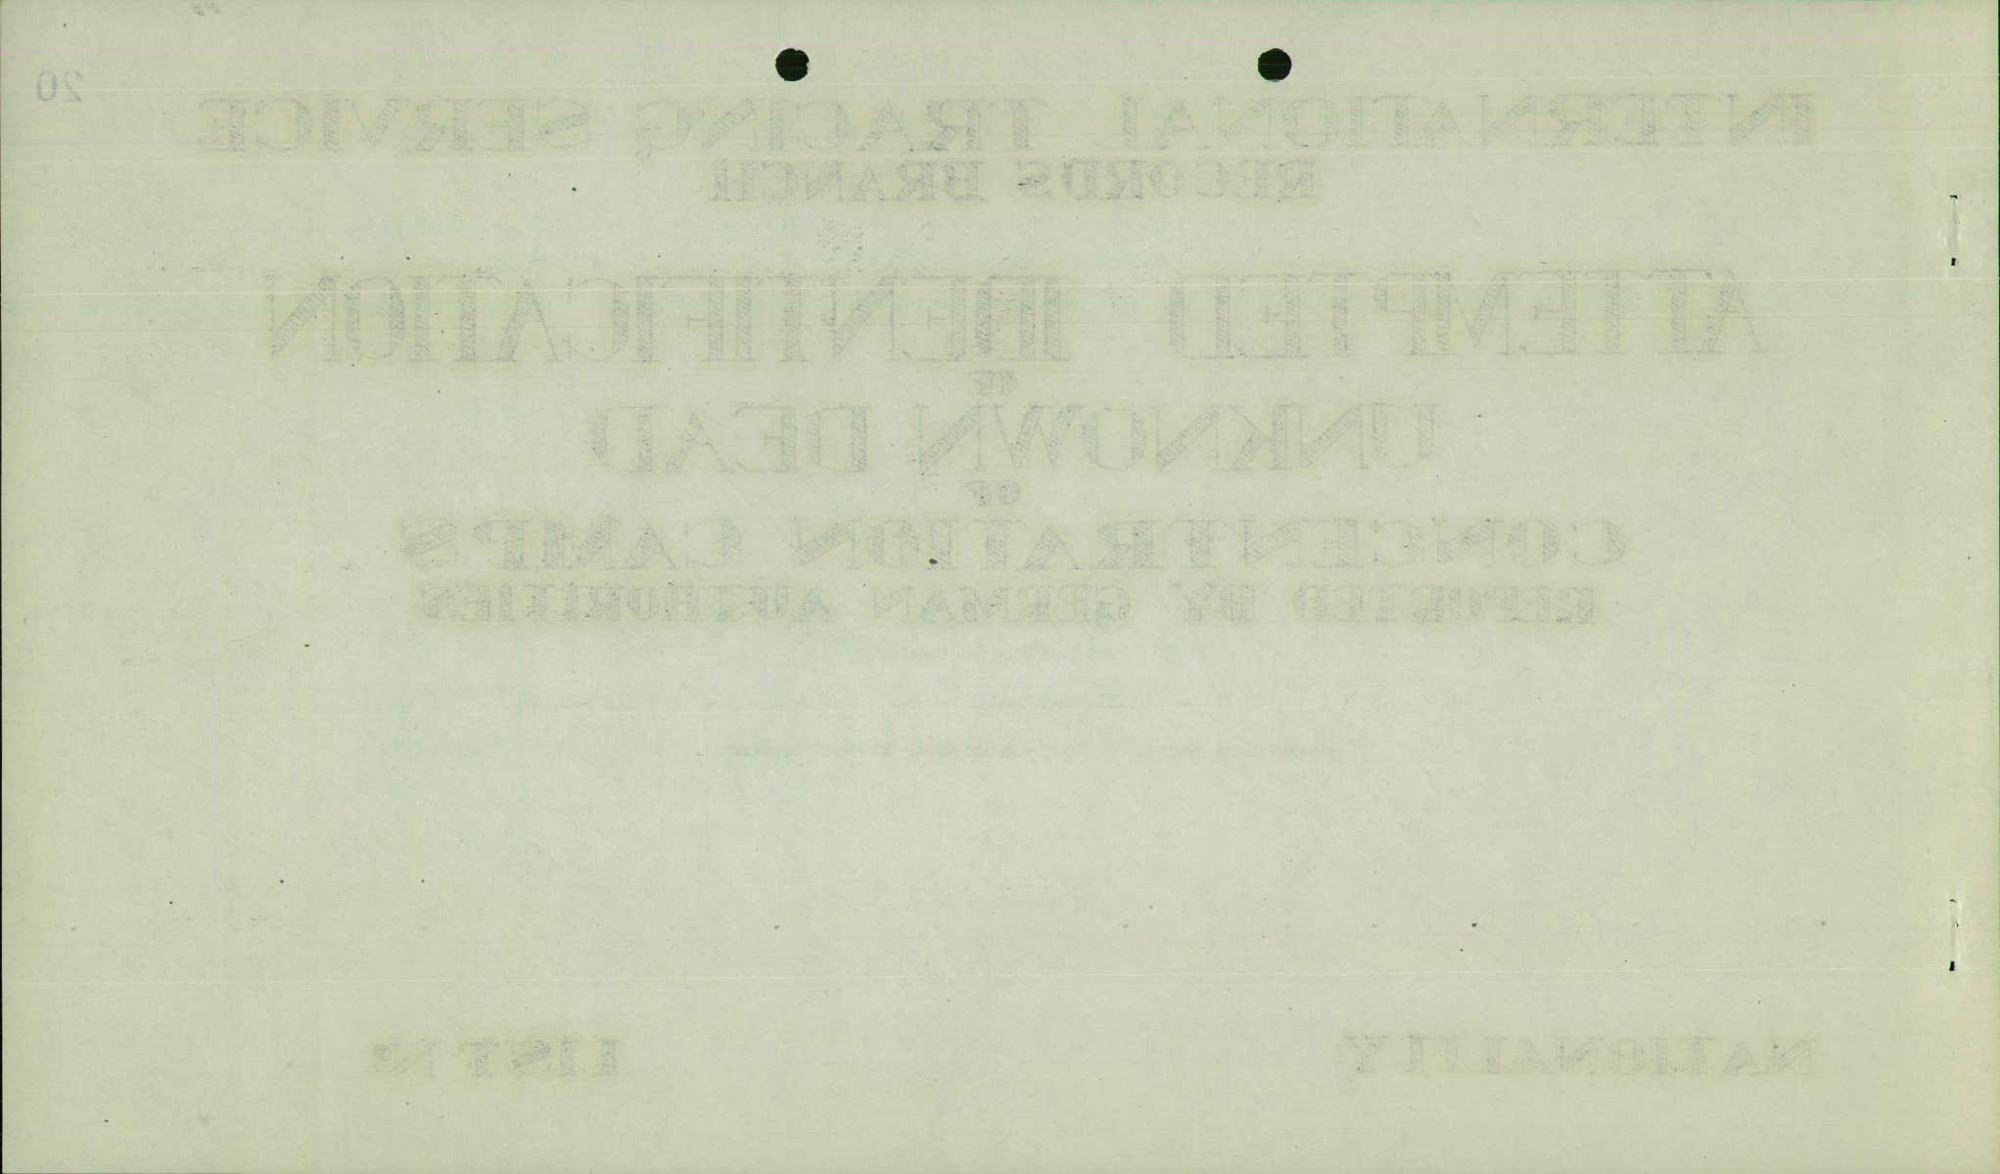 20
INTERNATIONAL TRACING SERVICE
RECORDS BRANCH
ATTEMPTED IDENTIFICATION
OF
UNKNOWN DEAD
OF
CONCENTRATION CAMPS
REPORTED BY GERMAN AUTHORITIES
NATIONALITY
LIST Nº